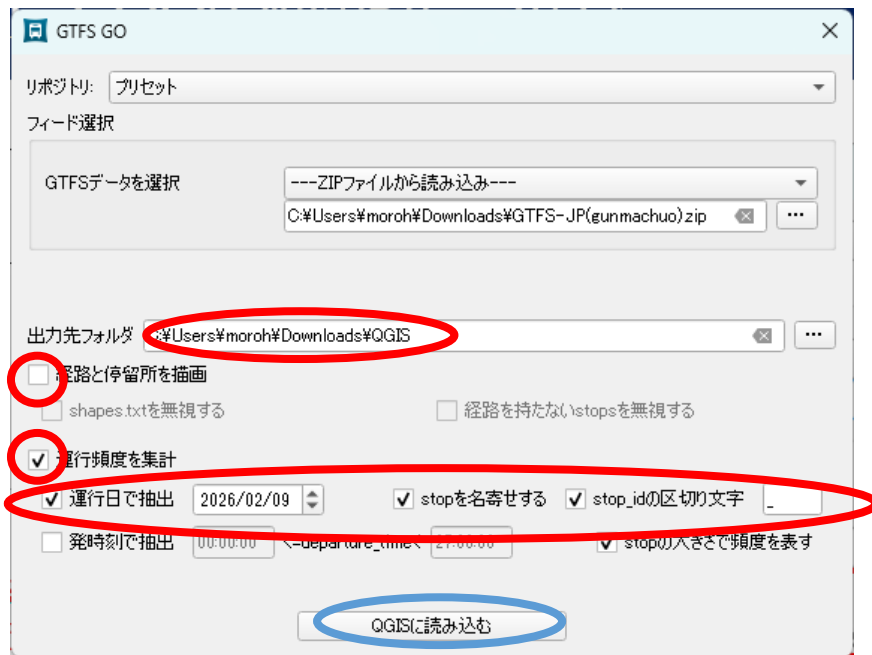 GTFS GO
リポジトリ: プリセット
フィード選択
GTFSデータを選択 ---ZIPファイルから読み込み---
C:¥Users¥moroh¥Downloads¥GTFS-JP(gunmachuo).zip ...
出力先フォルダ C:¥Users¥moroh¥Downloads¥QGIS ...
経路と停留所を描画
shapes.txtを無視する 経路を持たないstopsを無視する
運行頻度を集計
運行日で抽出 2026/02/09 stopを名寄せする stop_idの区切り文字 _
発時刻で抽出 00:00:00 <=departure_time< stopの大きさで頻度を表す
QGISに読み込む